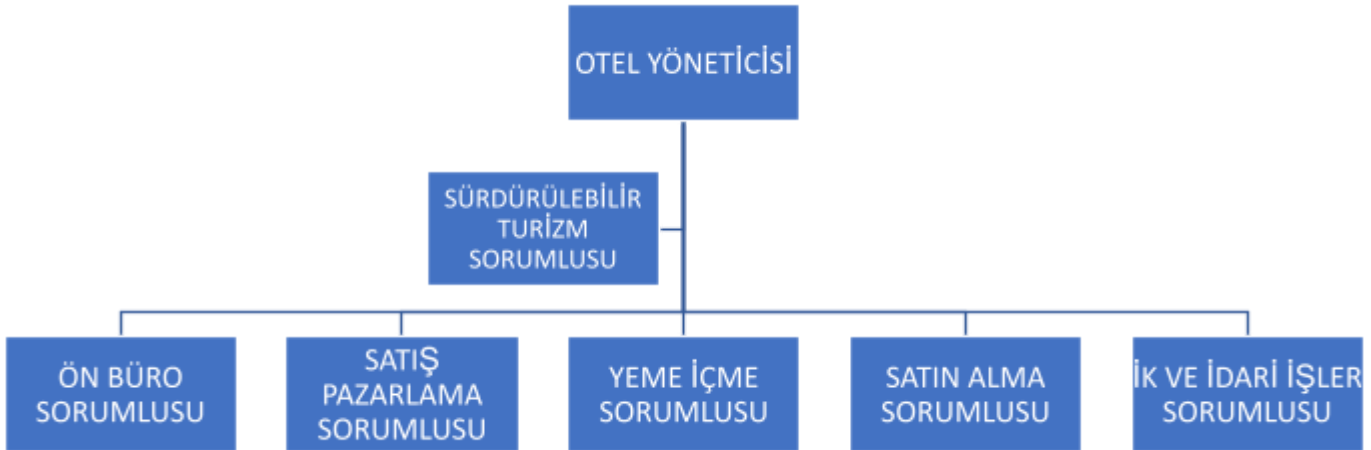 OTEL YÖNETİCİSİ
SÜRDÜRÜLEBİLİR
TURİZM
SORUMLUSU
ÖN BÜRO
SORUMLUSU
SATIŞ
PAZARLAMA
SORUMLUSU
YEME İÇME
SORUMLUSU
SATIN ALMA
SORUMLUSU
İK VE İDARİ İŞLER
SORUMLUSU